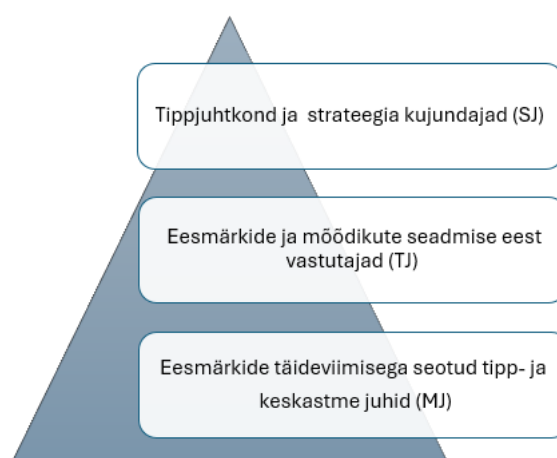 Tippjuhtkond ja strateegia kujundajad (SJ)
Eesmärkide ja mõõdikute seadmise eest
vastutajad (TJ)
Eesmärkide täideviimisega seotud tipp- ja
keskastme juhid (MJ)